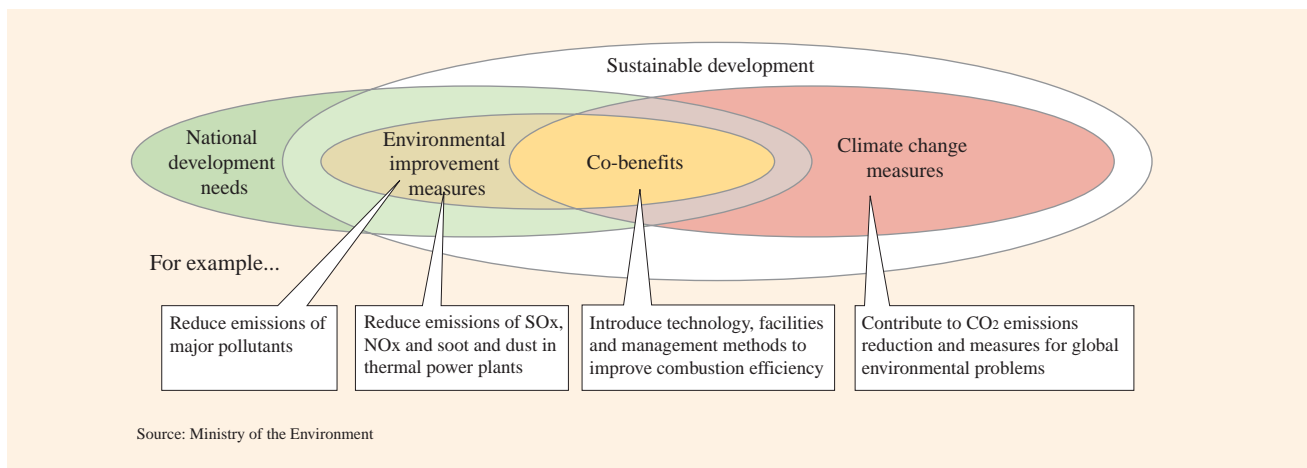 Sustainable development
National
development
needs
Environmental
improvement
measures
Co-benefits
Climate change
measures
For example...
Reduce emissions of
major pollutants
Reduce emissions of SOx,
NOx and soot and dust in
thermal power plants
Introduce technology, facilities
and management methods to
improve combustion efficiency
Contribute to CO2 emissions
reduction and measures for global
environmental problems
Source: Ministry of the Environment